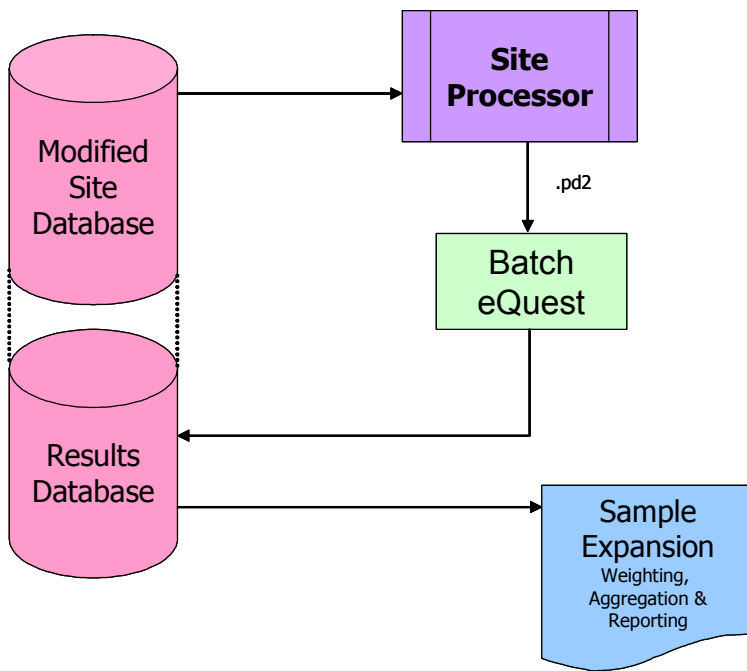 Site
Processor
Modified
Site
Database
.pd2
Batch
eQuest
Results
Database
Sample
Expansion
Weighting,
Aggregation &
Reporting